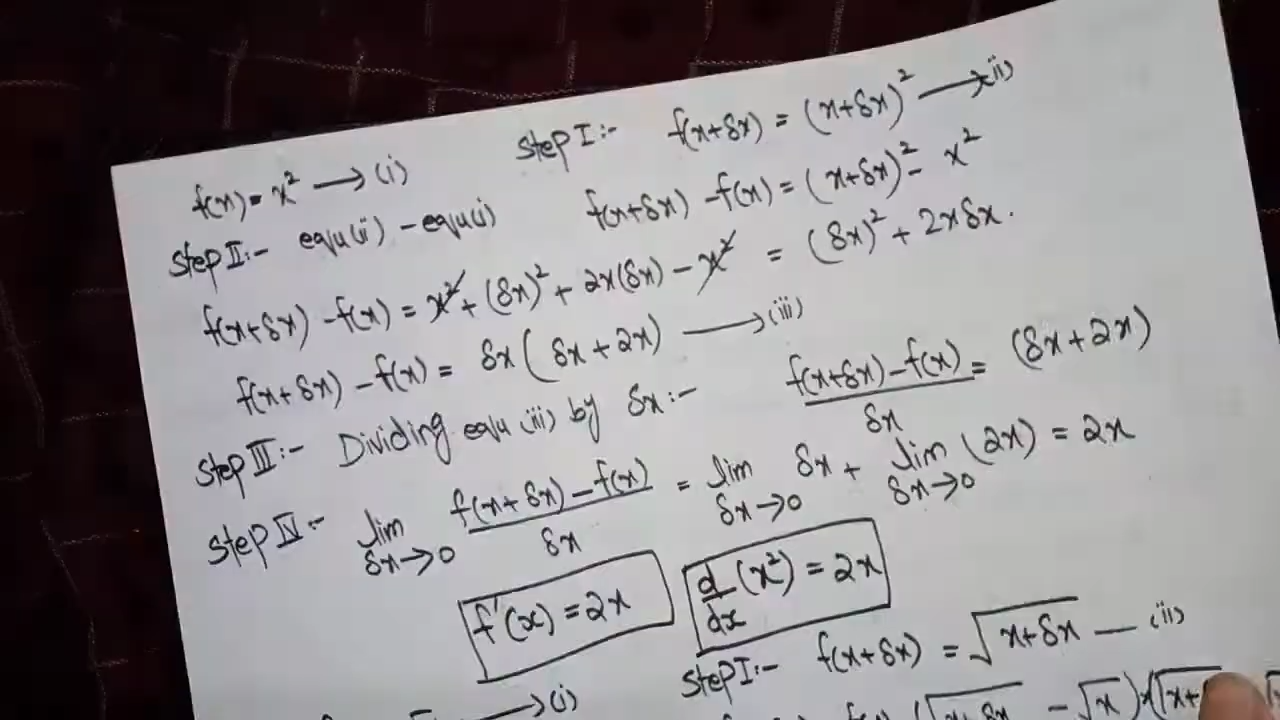 f(x) = x² ⟶ (i)
Step I:- f(x+δx) = (x+δx)² ⟶ (ii)
Step II:- equ(ii) - equ(i) f(x+δx) - f(x) = (x+δx)² - x²
f(x+δx) - f(x) = x² + (δx)² + 2x(δx) - x² = (δx)² + 2xδx.
f(x+δx) - f(x) = δx (δx + 2x) ⟶ (iii)
Step III:- Dividing equ (iii) by δx:- f(x+δx) - f(x) / δx = (δx + 2x)
Step IV:- lim δx→0 f(x+δx) - f(x) / δx = lim δx→0 δx + lim δx→0 (2x) = 2x
f'(x) = 2x d/dx (x²) = 2x
⟶ (i) Step I:- f(x+δx) = √x+δx — (ii)